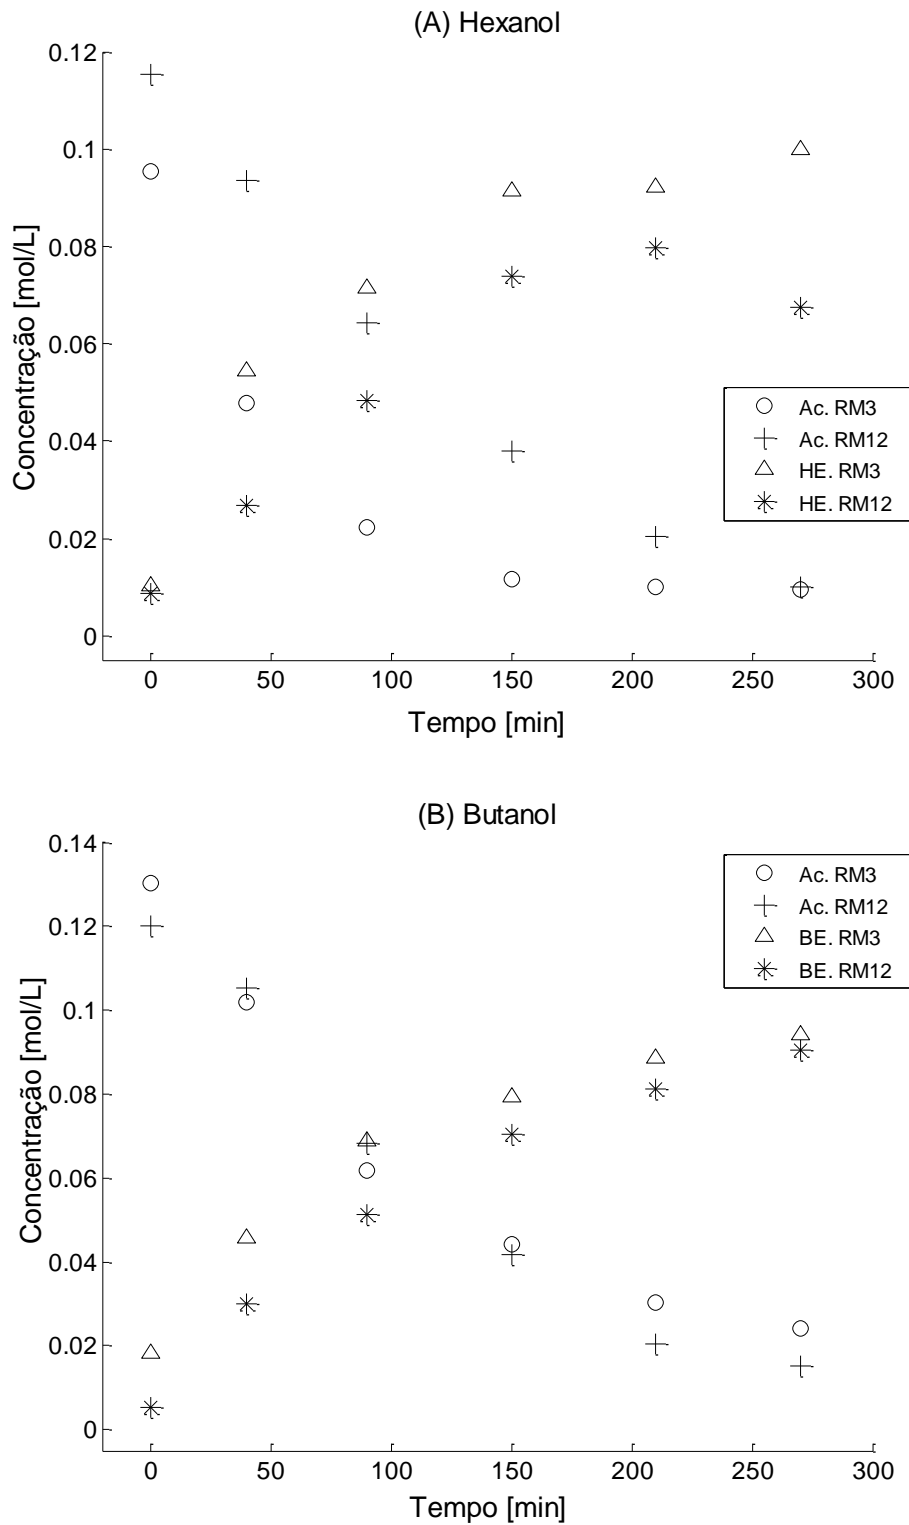 (A) Hexanol
0.12
0.1
0.08
0.06
0.04
0.02
0
Concentração [mol/L]
Ac. RM3
Ac. RM12
HE. RM3
HE. RM12
0 50 100 150 200 250 300
Tempo [min]
(B) Butanol
0.14
0.12
0.1
0.08
0.06
0.04
0.02
0
Concentração [mol/L]
Ac. RM3
Ac. RM12
BE. RM3
BE. RM12
0 50 100 150 200 250 300
Tempo [min]